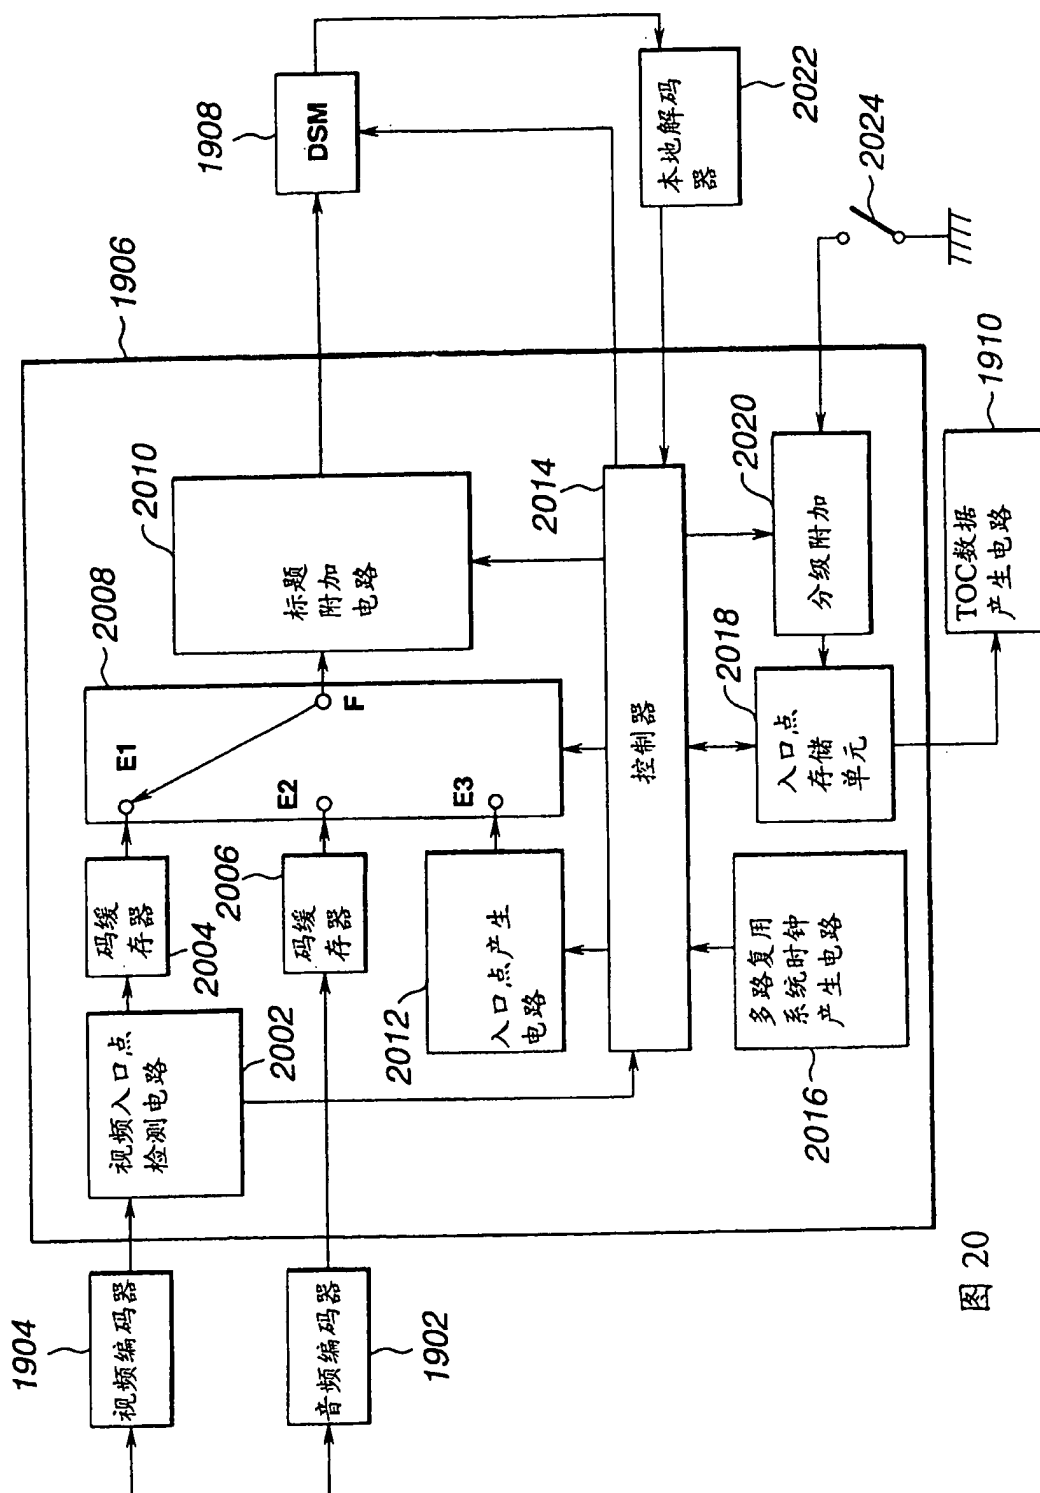 1904
视频编码器
1902
音频编码器
1906
视频入口点
检测电路
2002
码缓
存器
2004
码缓
存器
2006
2008
E1
E2
E3
F
2010
标题
附加
电路
入口点产生
电路
2012
控制器
2014
多路复用
系统时钟
产生电路
2016
入口点
存储
单元
2018
分级附加
2020
1908
DSM
本地解码
器
2022
2024
TOC数据
产生电路
1910
图 20